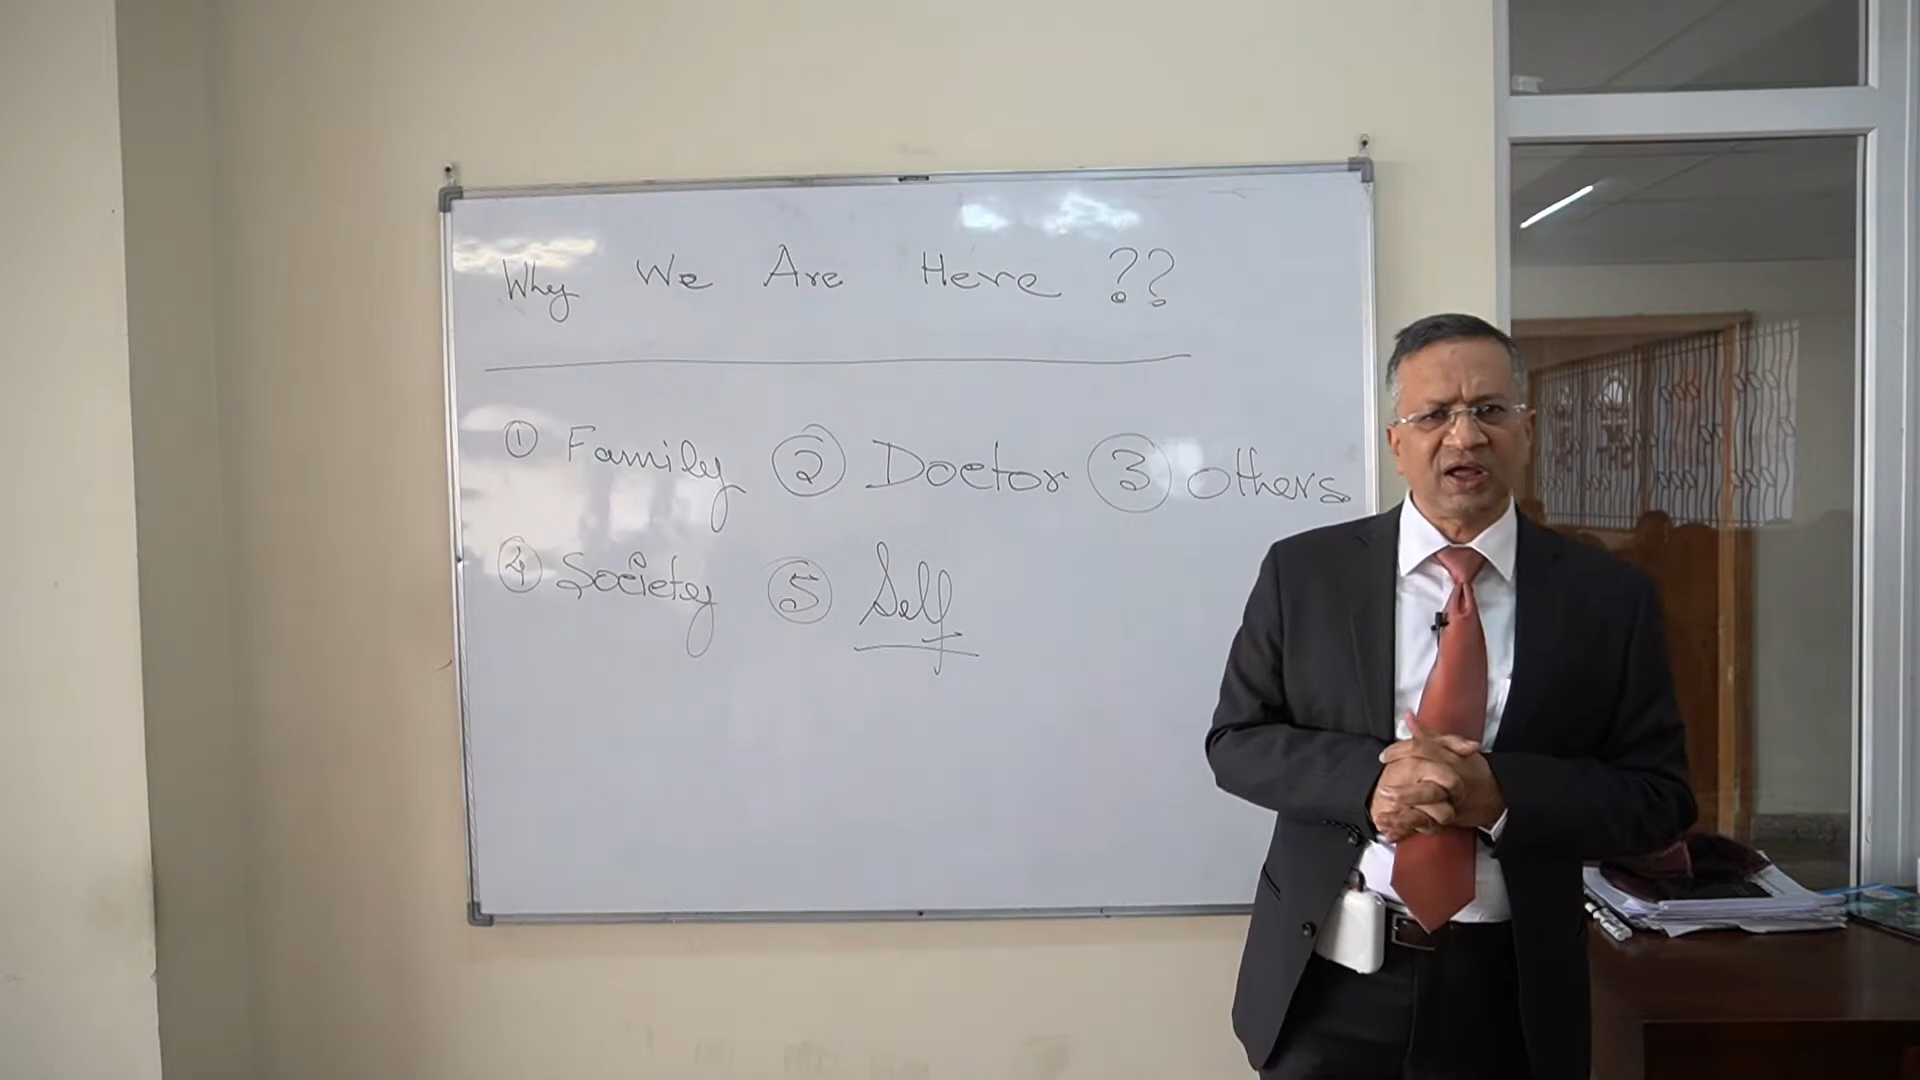 Why We Are Here ??
① Family ② Doctor ③ Others
④ Society ⑤ Self